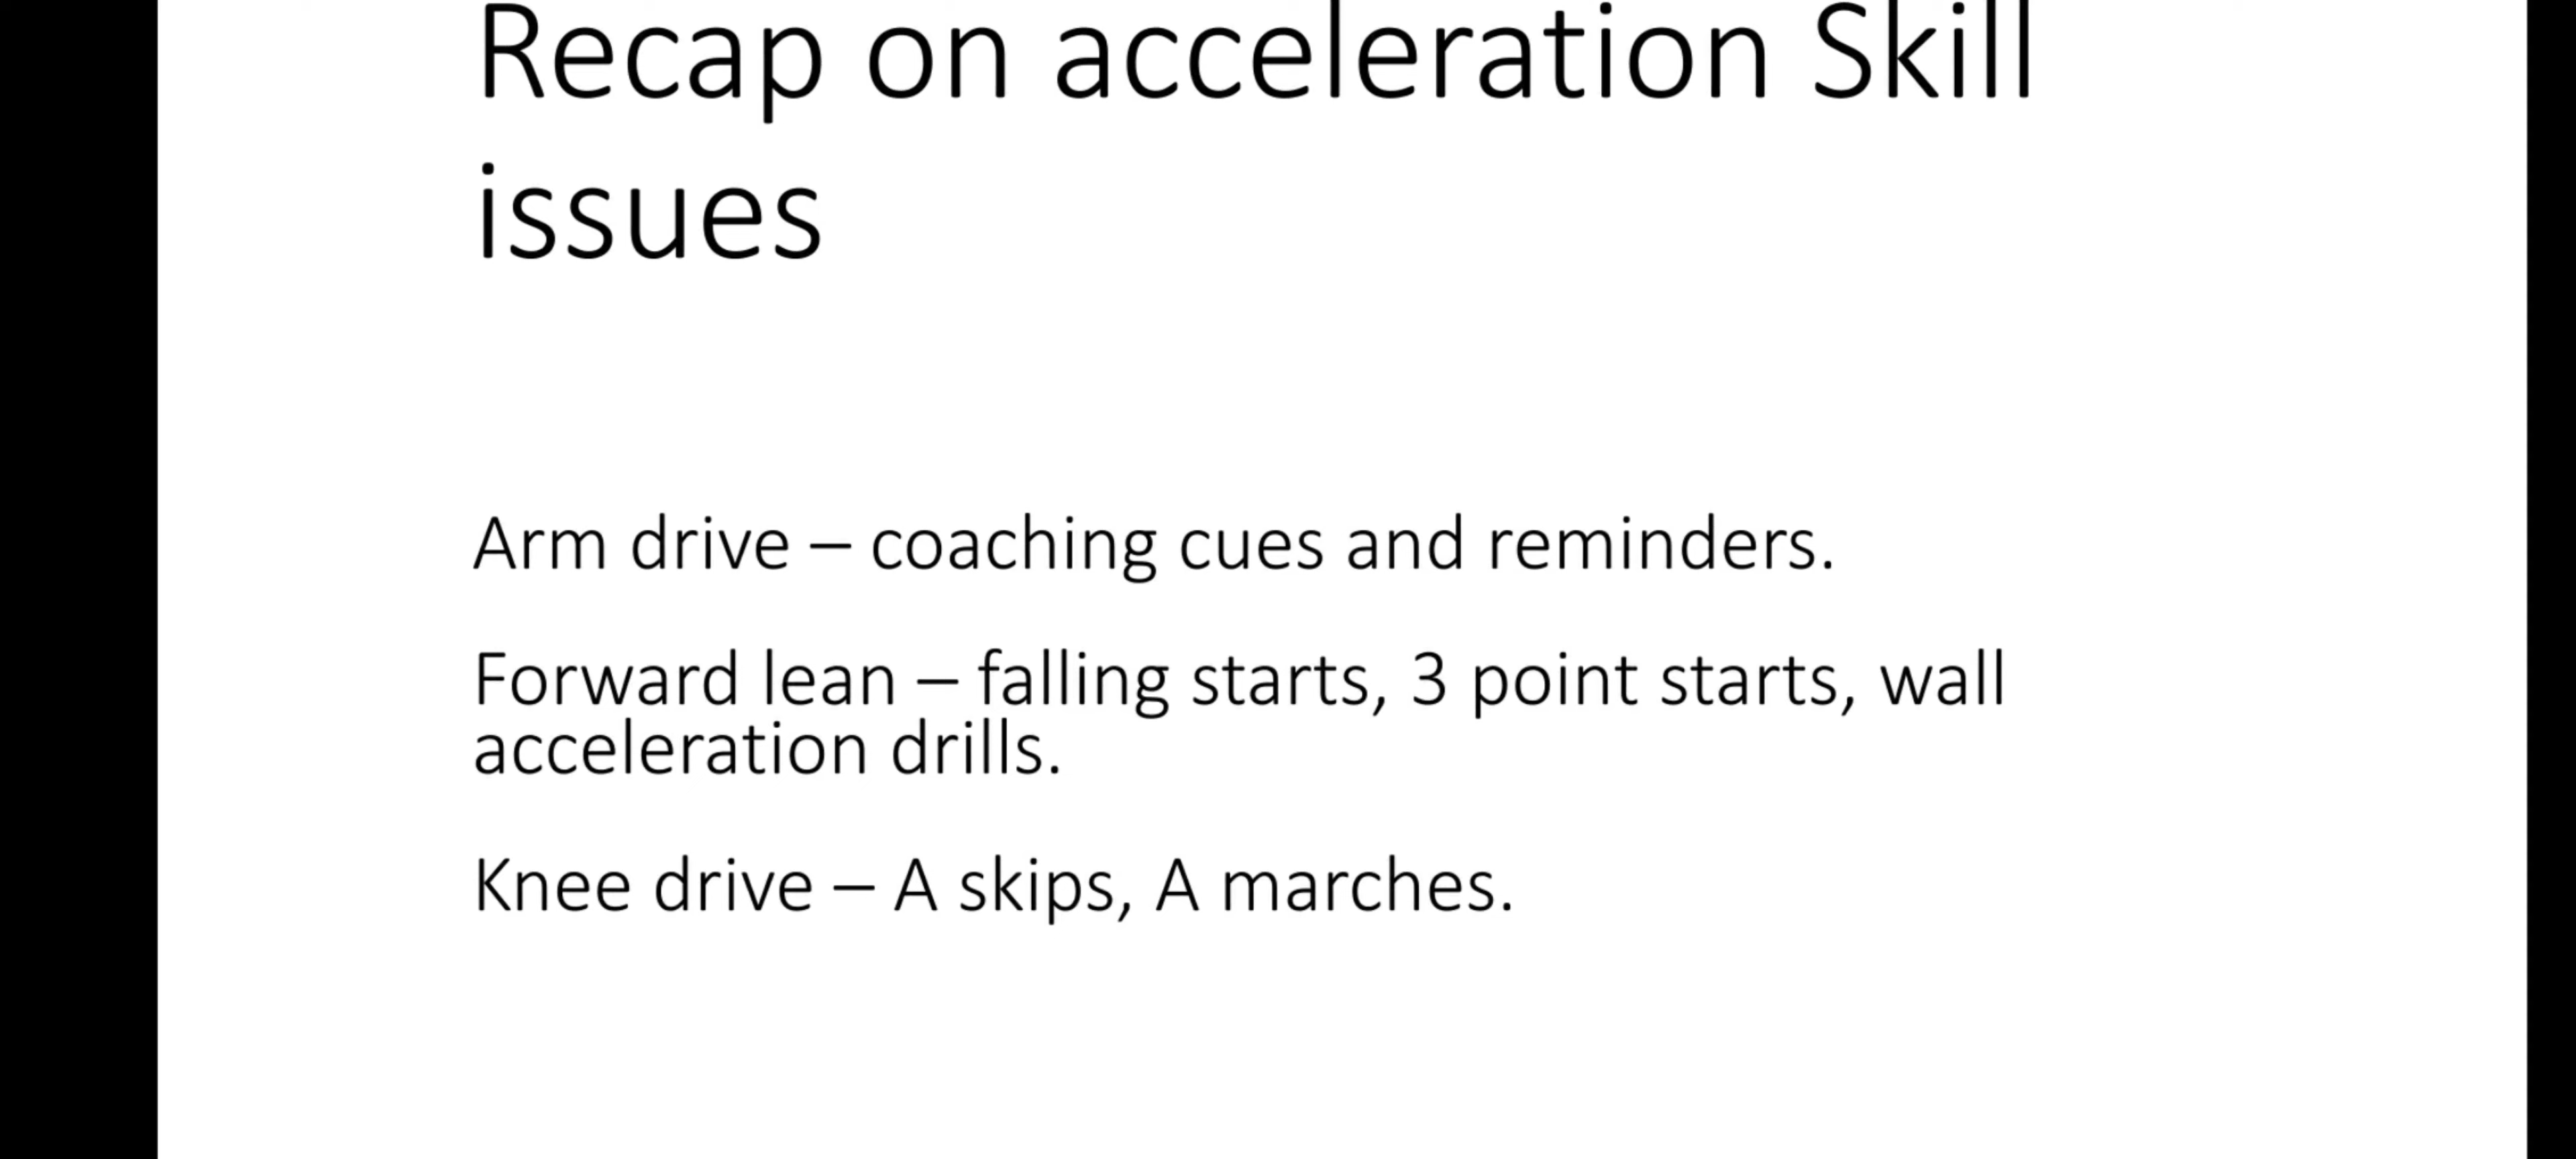 Recap on acceleration Skill
issues
Arm drive – coaching cues and reminders.
Forward lean – falling starts, 3 point starts, wall
acceleration drills.
Knee drive – A skips, A marches.